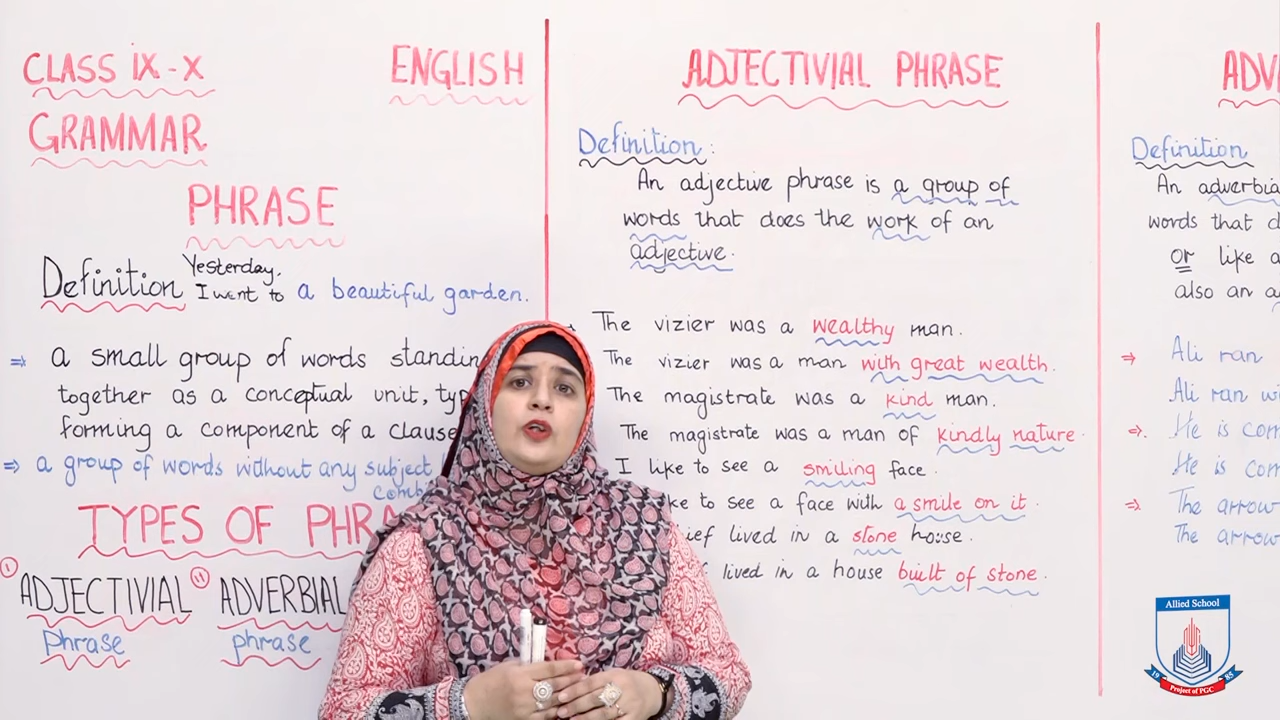 CLASS IX-X
ENGLISH
GRAMMAR
PHRASE
Definition
Yesterday,
I went to a beautiful garden.
⇒ a small group of words standin
together as a conceptual unit, typ
forming a component of a clause
⇒ a group of words without any subject
comb
TYPES OF PHRA
(i) ADJECTIVIAL
phrase
(ii) ADVERBIAL
phrase
ADJECTIVIAL PHRASE
Definition:
An adjective phrase is a group of
words that does the work of an
adjective.
The vizier was a wealthy man.
The vizier was a man with great wealth.
The magistrate was a kind man.
The magistrate was a man of kindly nature.
I like to see a smiling face.
ke to see a face with a smile on it.
ief lived in a stone house.
f lived in a house built of stone.
ADV
Definition
An adverbia
words that d
or like a
also an a
⇒ Ali ran
Ali ran w
⇒. He is com
He is com
⇒ The arrow
The arrow
Allied School
19 85
Project of PGC